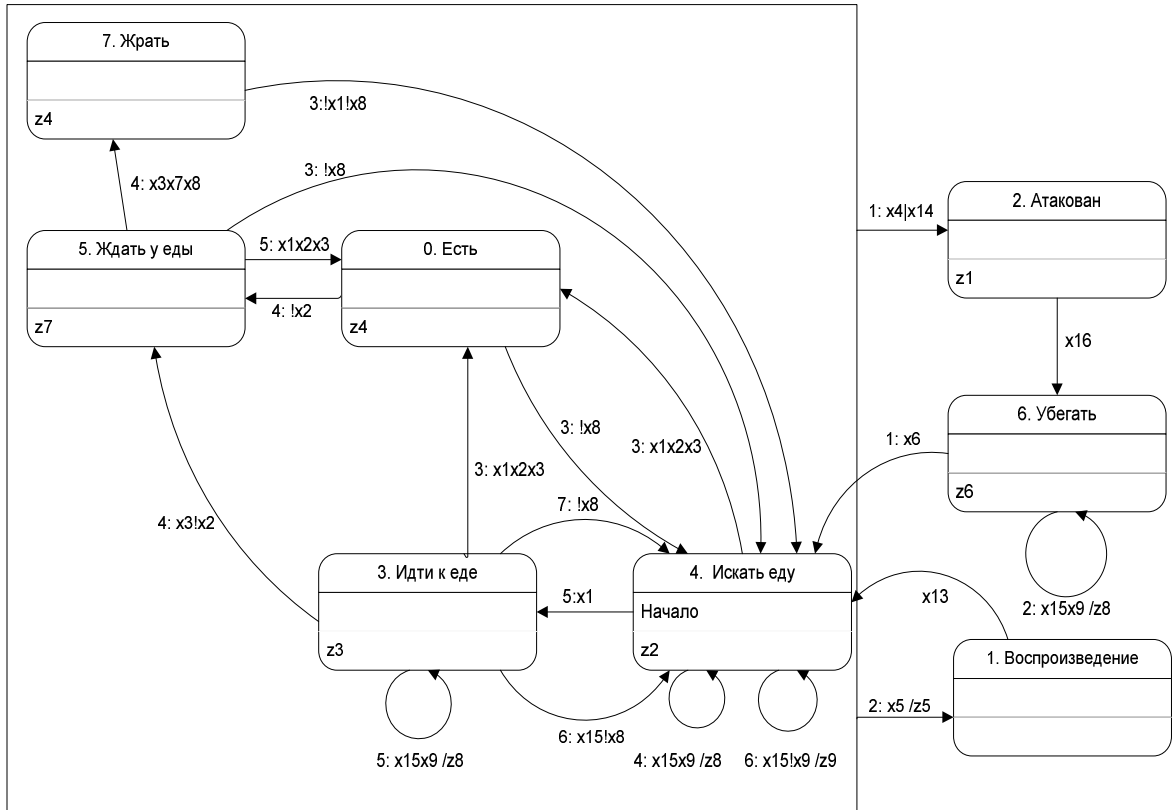 7. Жрать
z4
3:!x1!x8
4: x3x7x8
3: !x8
1: x4|x14
2. Атакован
z1
5. Ждать у еды
z7
5: x1x2x3
4: !x2
0. Есть
z4
x16
6. Убегать
z6
1: x6
2: x15x9 /z8
3: !x8
3: x1x2x3
3: x1x2x3
7: !x8
4: x3!x2
3. Идти к еде
z3
5:x1
4. Искать еду
Начало
z2
x13
1. Воспроизведение
2: x5 /z5
6: x15!x8
5: x15x9 /z8
4: x15x9 /z8
6: x15!x9 /z9